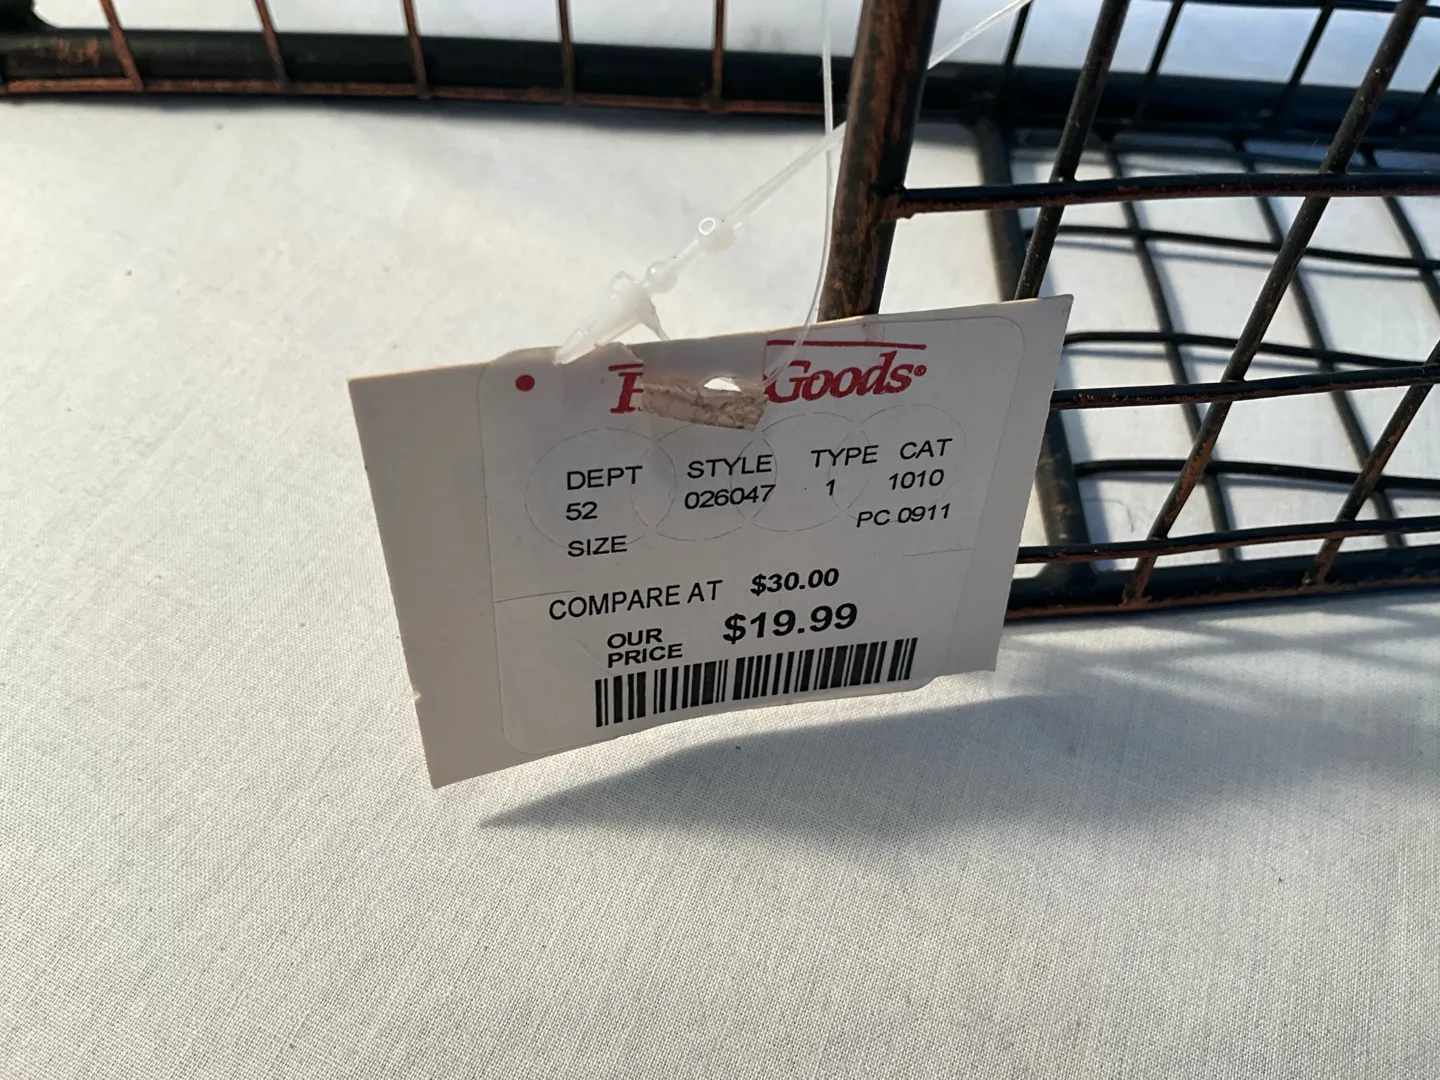 Goods
DEPT STYLE TYPE CAT
52 026047 1 1010
PC 0911
SIZE
COMPARE AT $30.00
OUR PRICE $19.99